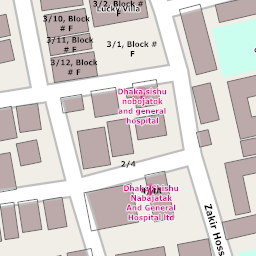 3/2, Block #
F
Lucky Villa
3/10, Block
# F
3/11, Block
# F
3/1, Block #
F
3/12, Block
# F
Dhaka sishu
nobojatok
and general
hospital
2/4
Dhaka Shishu
Nabajatak
And General
Hospital ltd
Zakir Hoss